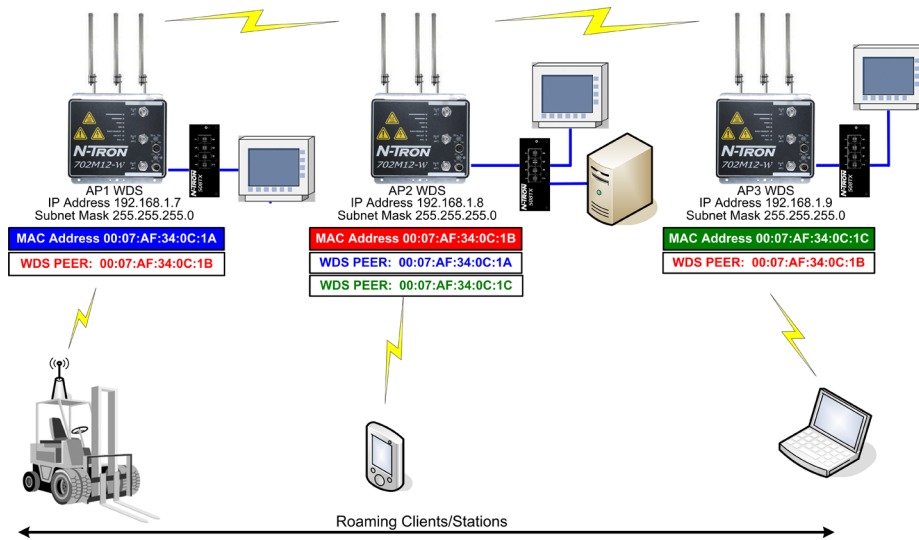 N-TRON
702M12-W
N-TRON
508TX
AP1 WDS
IP Address 192.168.1.7
Subnet Mask 255.255.255.0
MAC Address 00:07:AF:34:0C:1A
WDS PEER: 00:07:AF:34:0C:1B
N-TRON
702M12-W
N-TRON
508TX
AP2 WDS
IP Address 192.168.1.8
Subnet Mask 255.255.255.0
MAC Address 00:07:AF:34:0C:1B
WDS PEER: 00:07:AF:34:0C:1A
WDS PEER: 00:07:AF:34:0C:1C
N-TRON
702M12-W
N-TRON
508TX
AP3 WDS
IP Address 192.168.1.9
Subnet Mask 255.255.255.0
MAC Address 00:07:AF:34:0C:1C
WDS PEER: 00:07:AF:34:0C:1B
Roaming Clients/Stations